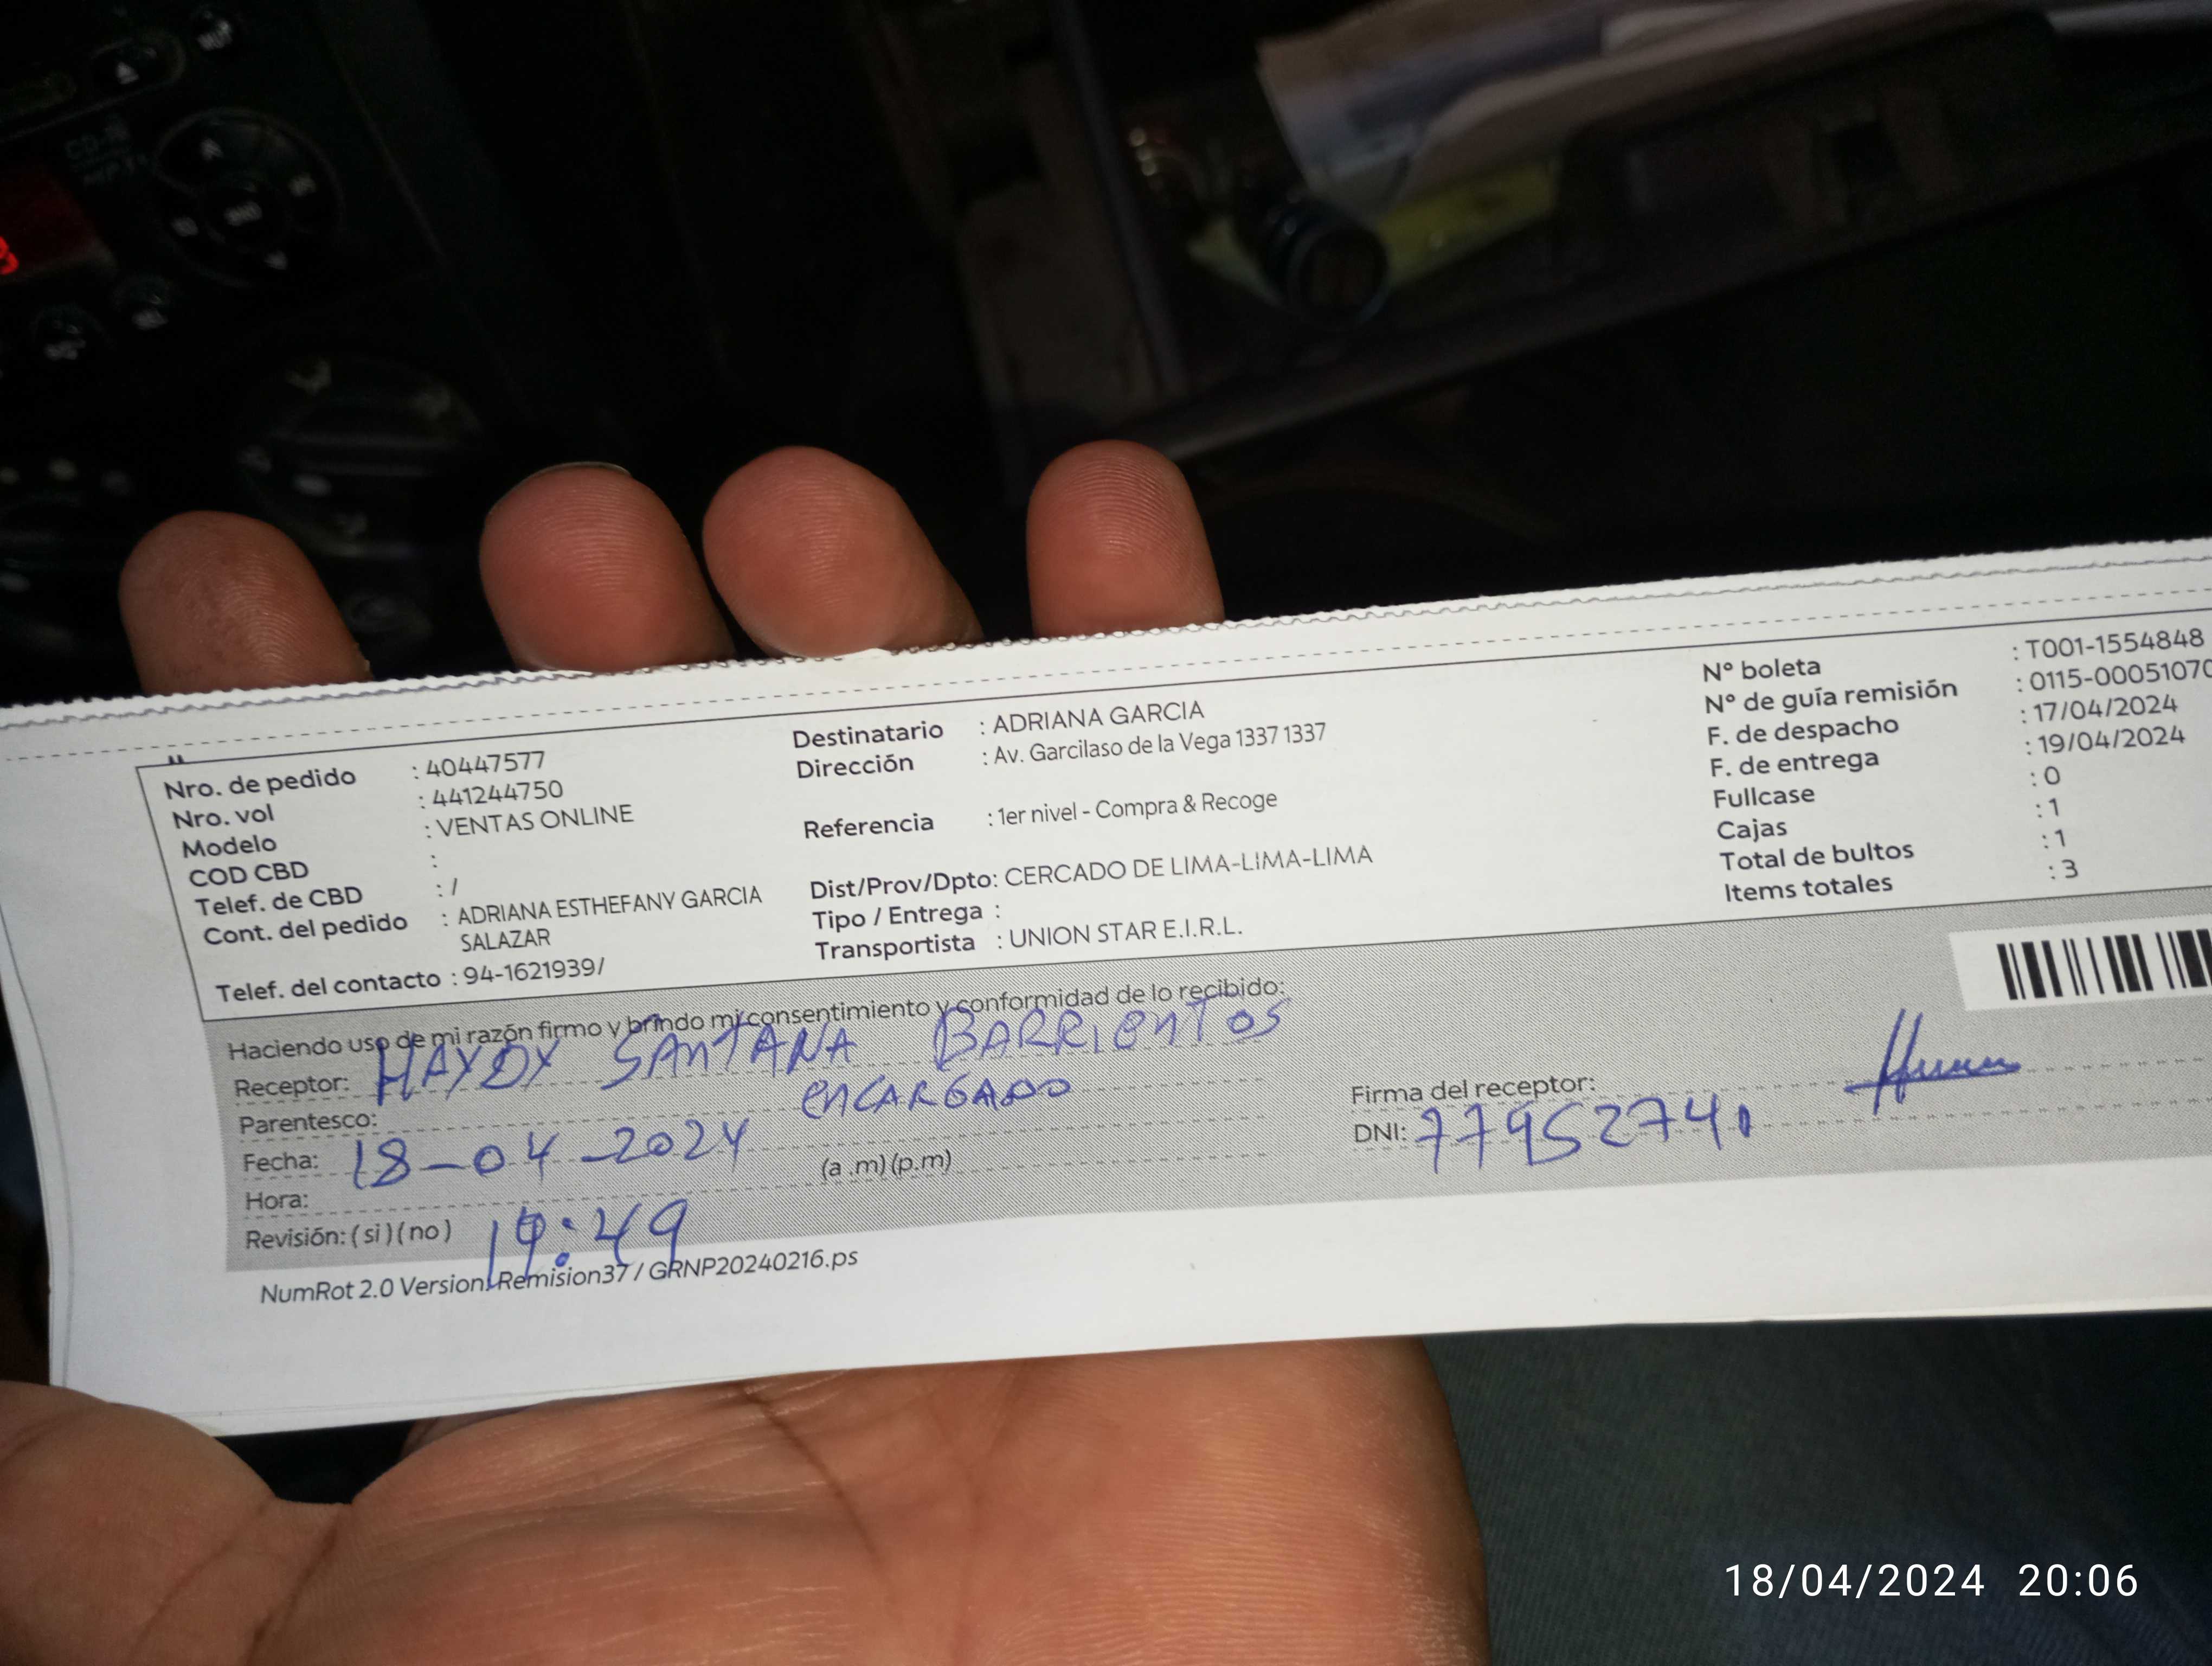 Nro. de pedido : 40447577
Nro. vol : 441244750
Modelo : VENTAS ONLINE
COD CBD :
Telef. de CBD : /
Cont. del pedido : ADRIANA ESTHEFANY GARCIA
SALAZAR
Telef. del contacto : 94-1621939/
Destinatario : ADRIANA GARCIA
Dirección : Av. Garcilaso de la Vega 1337 1337
Referencia : 1er nivel - Compra & Recoge
Dist/Prov/Dpto: CERCADO DE LIMA-LIMA-LIMA
Tipo / Entrega :
Transportista : UNION STAR E.I.R.L.
N° boleta : T001-1554848
N° de guía remisión : 0115-00051070
F. de despacho : 17/04/2024
F. de entrega : 19/04/2024
Fullcase : 0
Cajas : 1
Total de bultos : 1
Items totales : 3
Haciendo uso de mi razón firmo y brindo mi consentimiento y conformidad de lo recibido:
Receptor: SANTANA BARRIENTOS
Parentesco: ENCARGADO
Fecha: 18-04-2024
Hora: (a .m) (p.m)
Revisión: ( si ) ( no ) 19:49
Firma del receptor:
DNI: 77952741
NumRot 2.0 Version: Remision37 / GRNP20240216.ps
18/04/2024 20:06